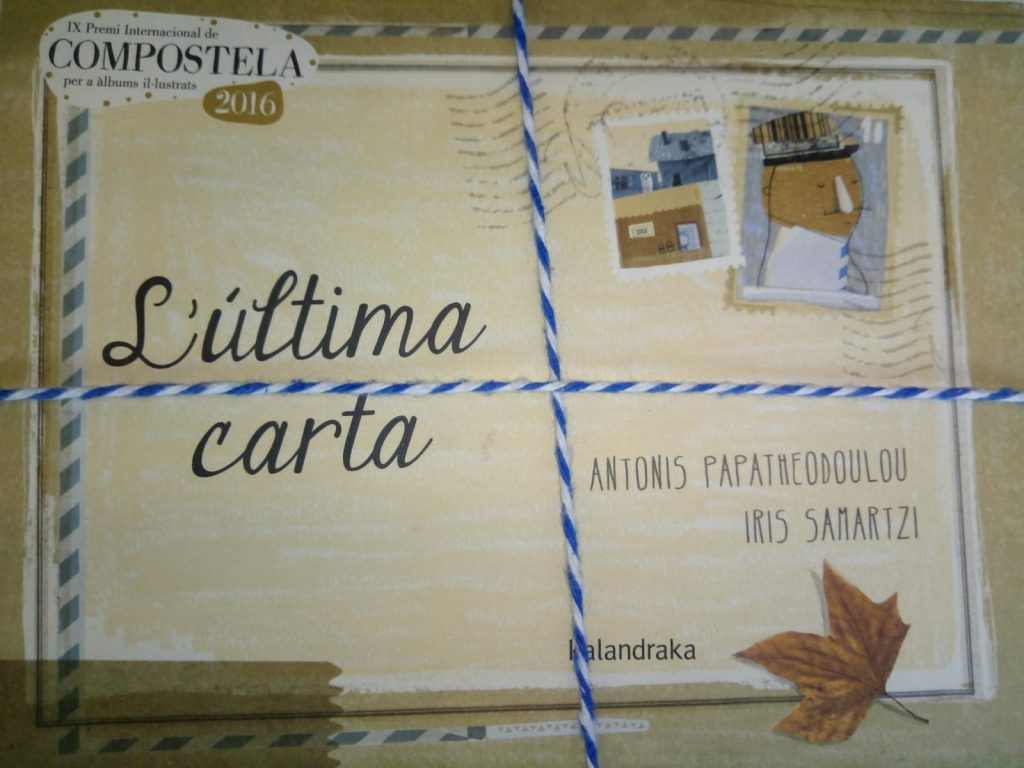 IX Premi Internacional de
COMPOSTELA
per a àlbums il·lustrats
2016
L'última
carta
ANTONIS PAPATHEODOULOU
IRIS SAMARTZI
kalandraka